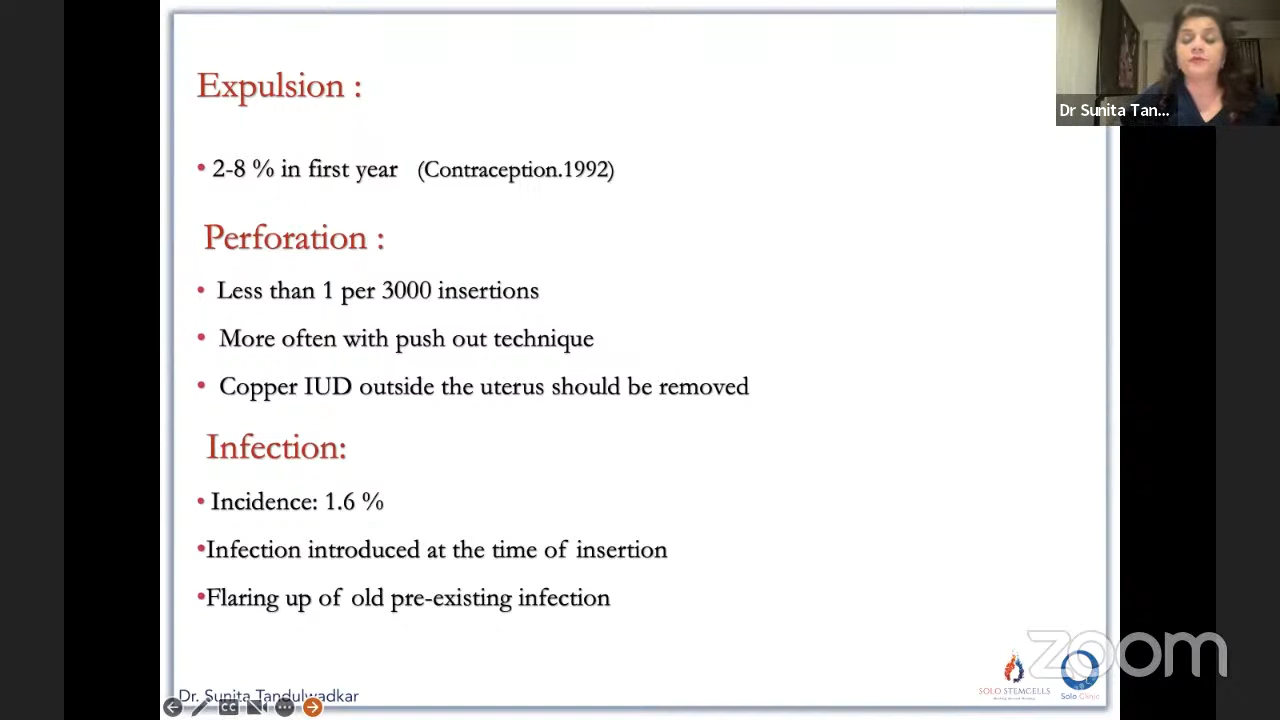 Expulsion :
• 2-8 % in first year (Contraception.1992)
Perforation :
• Less than 1 per 3000 insertions
• More often with push out technique
• Copper IUD outside the uterus should be removed
Infection:
• Incidence: 1.6 %
•Infection introduced at the time of insertion
•Flaring up of old pre-existing infection
Dr. Sunita Tandulwadkar
CC
SOLO STEMCELLS
Solo Clinic
zoom
Dr Sunita Tan...